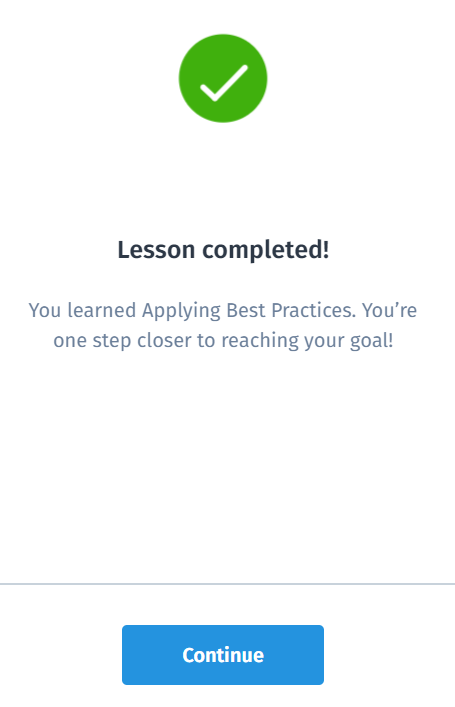 Lesson completed!
You learned Applying Best Practices. You’re
one step closer to reaching your goal!
Continue